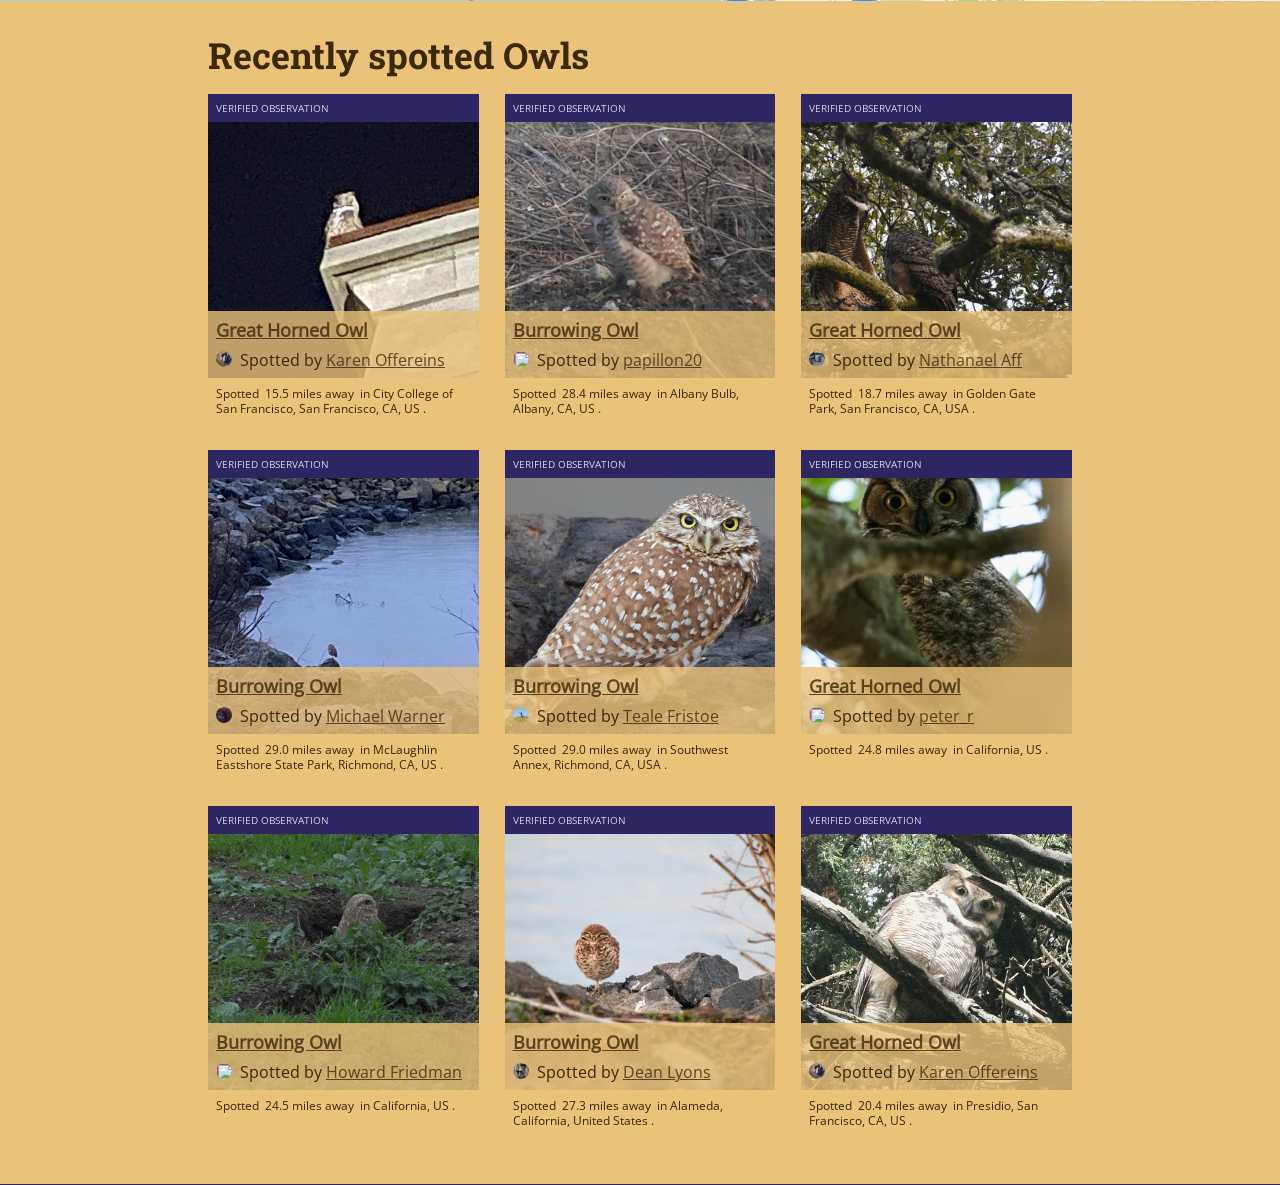 Recently spotted Owls
VERIFIED OBSERVATION
Great Horned Owl
Spotted by Karen Offereins
Spotted 15.5 miles away in City College of
San Francisco, San Francisco, CA, US .
VERIFIED OBSERVATION
Burrowing Owl
Spotted by papillon20
Spotted 28.4 miles away in Albany Bulb,
Albany, CA, US .
VERIFIED OBSERVATION
Great Horned Owl
Spotted by Nathanael Aff
Spotted 18.7 miles away in Golden Gate
Park, San Francisco, CA, USA .
VERIFIED OBSERVATION
Burrowing Owl
Spotted by Michael Warner
Spotted 29.0 miles away in McLaughlin
Eastshore State Park, Richmond, CA, US .
VERIFIED OBSERVATION
Burrowing Owl
Spotted by Teale Fristoe
Spotted 29.0 miles away in Southwest
Annex, Richmond, CA, USA .
VERIFIED OBSERVATION
Great Horned Owl
Spotted by peter_r
Spotted 24.8 miles away in California, US .
VERIFIED OBSERVATION
Burrowing Owl
Spotted by Howard Friedman
Spotted 24.5 miles away in California, US .
VERIFIED OBSERVATION
Burrowing Owl
Spotted by Dean Lyons
Spotted 27.3 miles away in Alameda,
California, United States .
VERIFIED OBSERVATION
Great Horned Owl
Spotted by Karen Offereins
Spotted 20.4 miles away in Presidio, San
Francisco, CA, US .